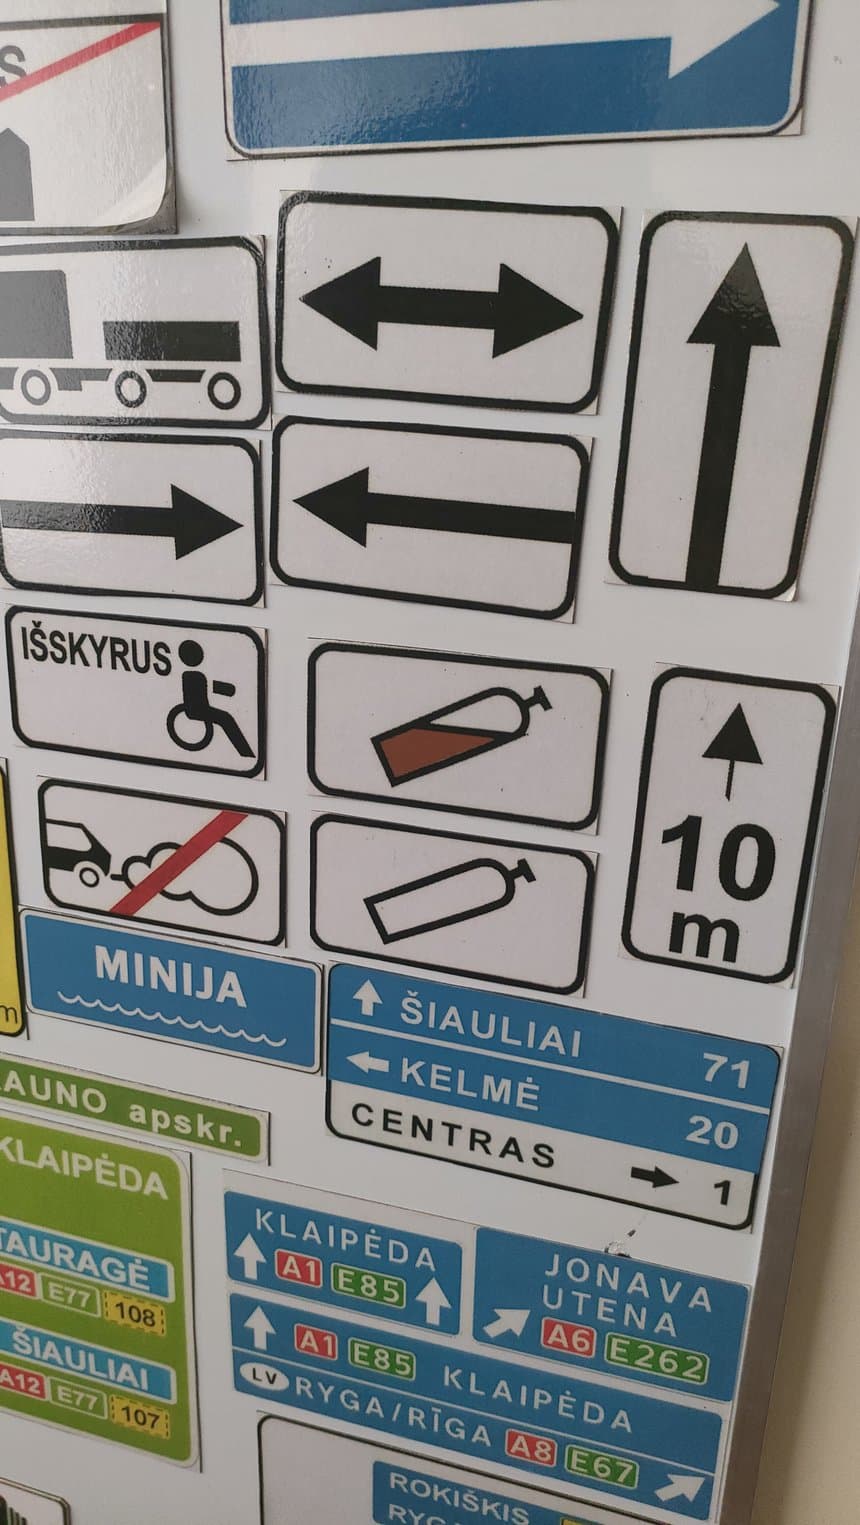 S
IŠSKYRUS
10
m
m
MINIJA
ŠIAULIAI 71
KELMĖ 20
CENTRAS 1
AUNO apskr.
KLAIPĖDA
TAURAGĖ
A12 E77 108
ŠIAULIAI
A12 E77 107
KLAIPĖDA
A1 E85
JONAVA
UTENA
A6 E262
A1 E85 KLAIPĖDA
LV RYGA/RĪGA A8 E67
ROKIŠKIS